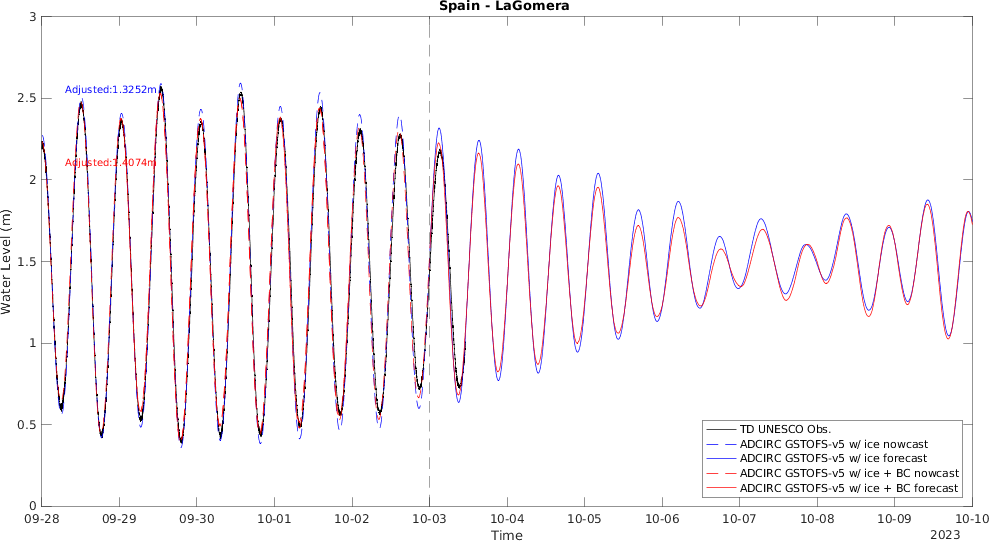 Spain - LaGomera
Water Level (m)
3
2.5
2
1.5
1
0.5
0
Adjusted:1.3252m
Adjusted:1.4074m
TD UNESCO Obs.
ADCIRC GSTOFS-v5 w/ ice nowcast
ADCIRC GSTOFS-v5 w/ ice forecast
ADCIRC GSTOFS-v5 w/ ice + BC nowcast
ADCIRC GSTOFS-v5 w/ ice + BC forecast
09-28 09-29 09-30 10-01 10-02 10-03 10-04 10-05 10-06 10-07 10-08 10-09 10-10
Time
2023